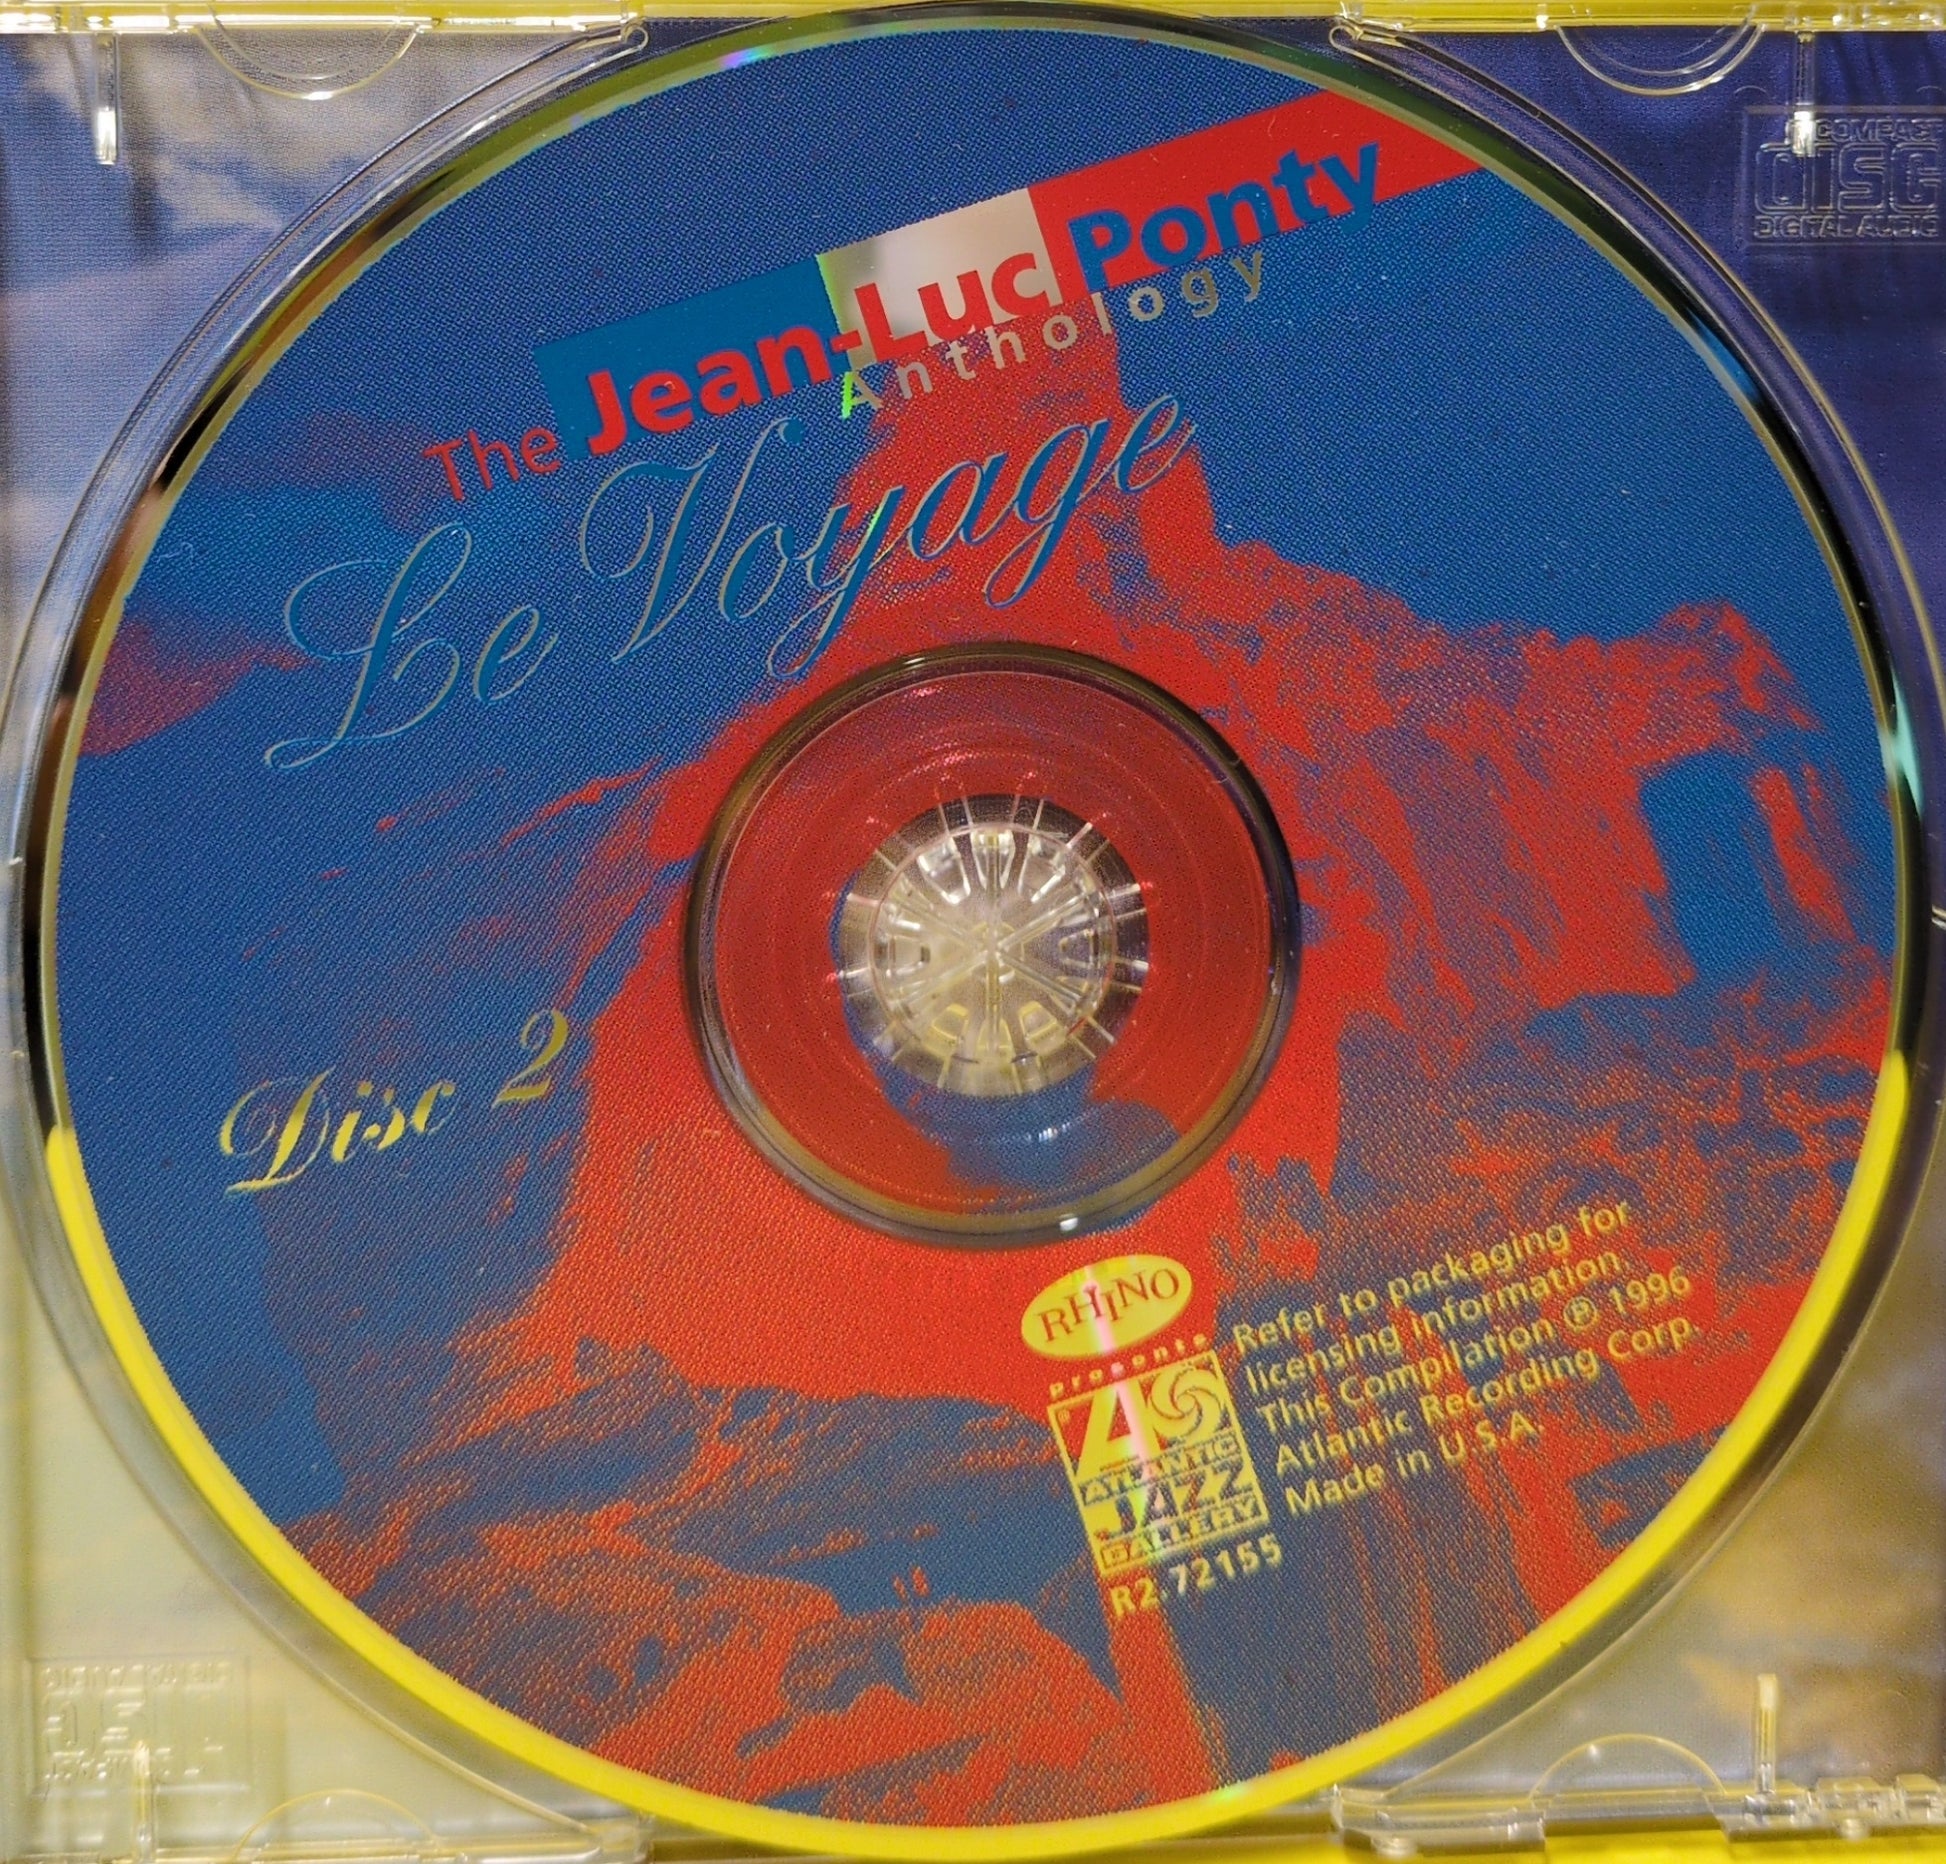 COMPACT
DISC
DIGITAL AUDIO
The Jean-Luc Ponty
Anthology
Le Voyage
Disc 2
RHINO
presents
ATLANTIC
JAZZ
GALLERY
R2 72155
Refer to packaging for
licensing information.
This Compilation ℗ 1996
Atlantic Recording Corp.
Made in U.S.A.